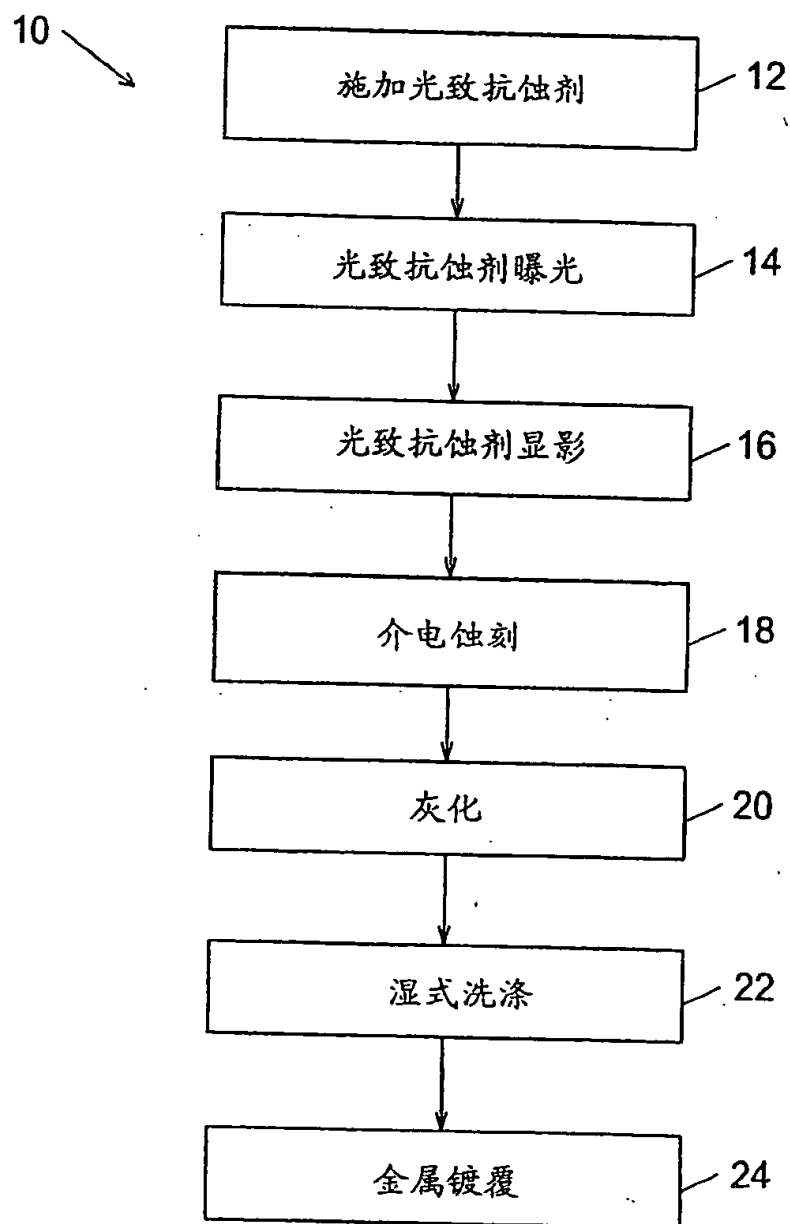 10
施加光致抗蚀剂 12
光致抗蚀剂曝光 14
光致抗蚀剂显影 16
介电蚀刻 18
灰化 20
湿式洗涤 22
金属镀覆 24